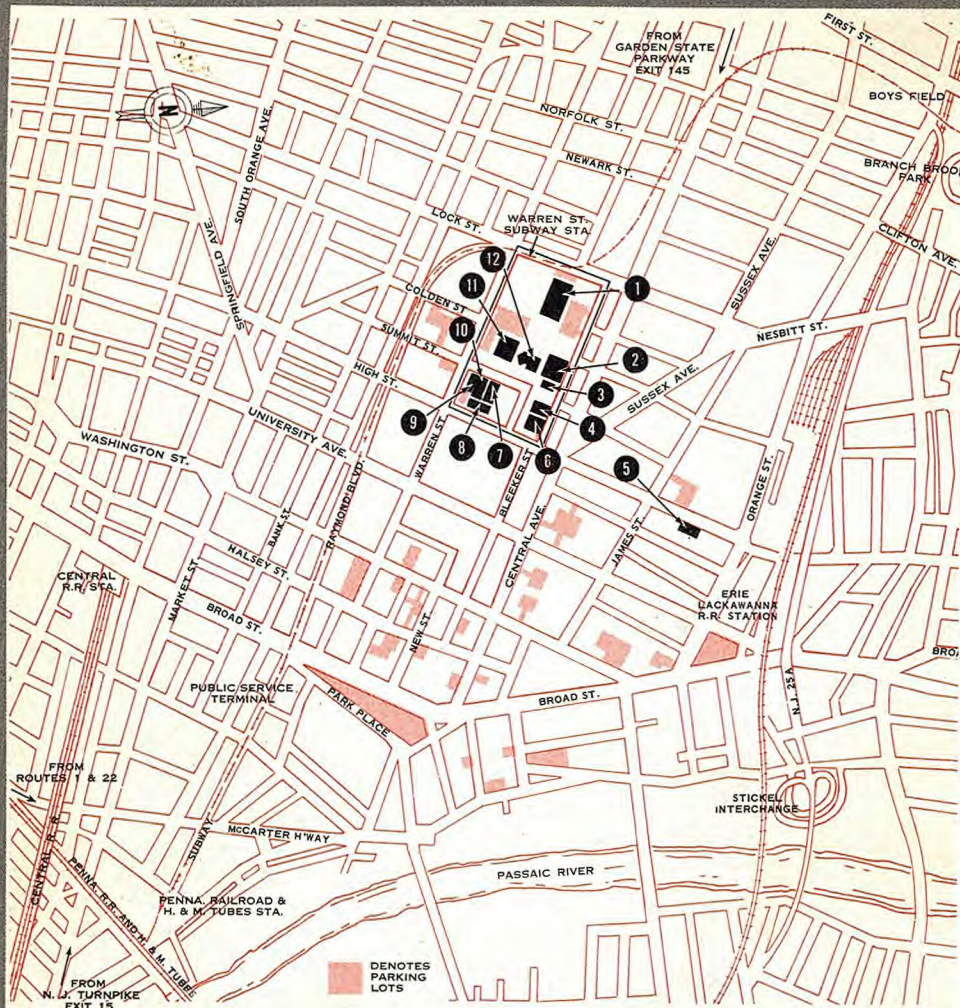 FIRST ST.
FROM
GARDEN STATE
PARKWAY
EXIT 145
BOYS FIELD
N
SOUTH ORANGE AVE.
NORFOLK ST.
NEWARK ST.
BRANCH BROOK
PARK
LOCK ST.
WARREN ST.
SUBWAY STA.
CLIFTON AVE.
SPRINGFIELD AVE.
SUSSEX AVE.
12
11
1
COLDEN ST.
10
SUMMIT ST.
NESBITT ST.
2
HIGH ST.
3
SUSSEX AVE.
9
8
7
6
4
5
UNIVERSITY AVE.
WARREN ST.
WASHINGTON ST.
BLEEKER ST.
ORANGE ST.
RAYMOND BLVD.
BANK ST.
CENTRAL AVE.
JAMES ST.
HALSEY ST.
CENTRAL
R.R. STA.
MARKET ST.
ERIE
LACKAWANNA
R.R. STATION
BROAD ST.
NEW ST.
PUBLIC SERVICE
TERMINAL
PARK PLACE
BROAD ST.
N.J. 25 A
FROM
ROUTES 1 & 22
STICKEL
INTERCHANGE
SUBWAY
McCARTER H'WAY
CENTRAL R. R.
PASSAIC RIVER
PENNA. RAILROAD &
H. & M. TUBES STA.
PENNA. R.R. AND H. & M. TUBES
DENOTES
PARKING
LOTS
FROM
N. J. TURNPIKE
EXIT 15